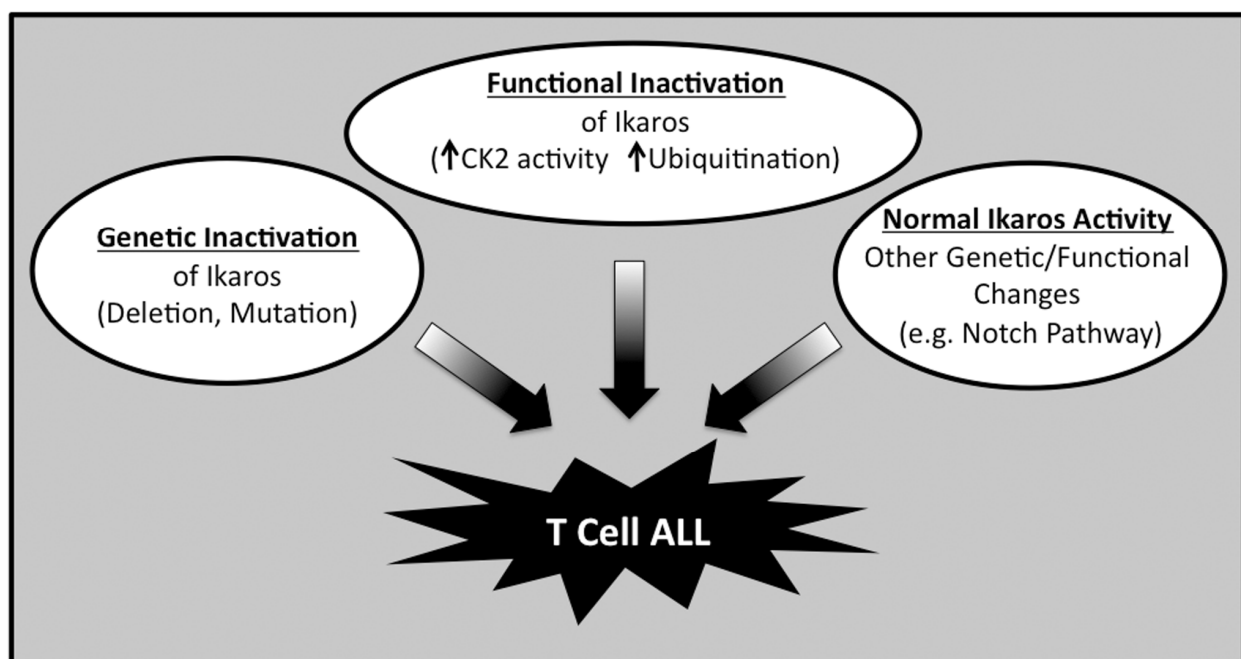 Functional Inactivation
of Ikaros
(↑CK2 activity ↑Ubiquitination)
Genetic Inactivation
of Ikaros
(Deletion, Mutation)
Normal Ikaros Activity
Other Genetic/Functional
Changes
(e.g. Notch Pathway)
T Cell ALL